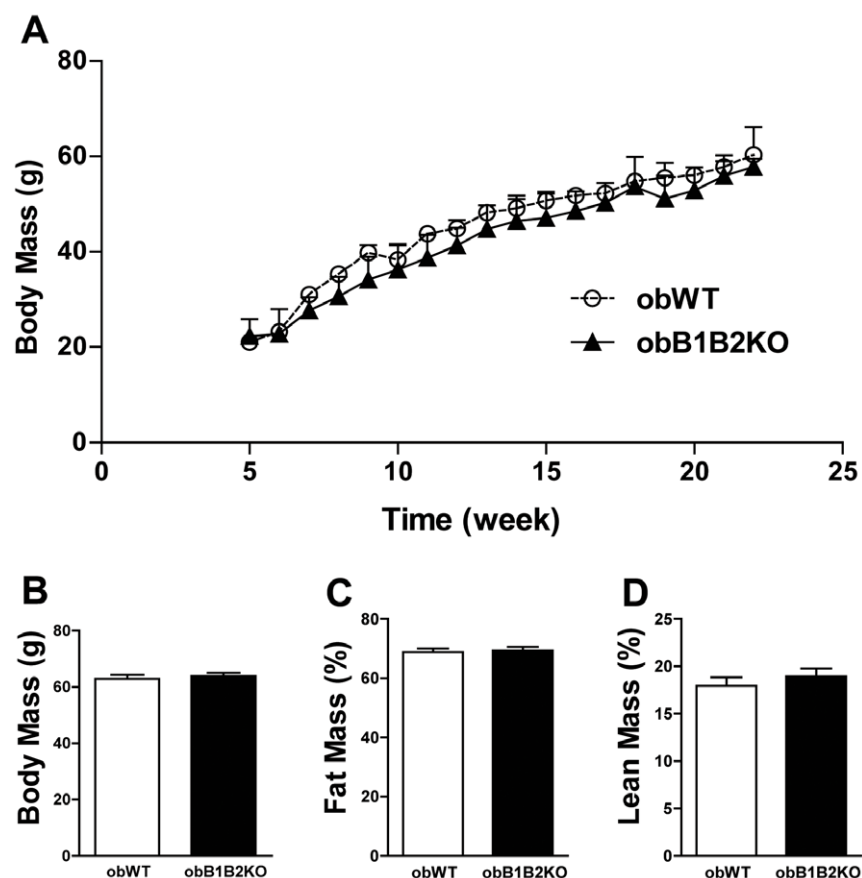 A
Body Mass (g)
80
60
40
20
0
0 5 10 15 20 25
Time (week)
obWT
obB1B2KO
B
Body Mass (g)
80
60
40
20
0
obWT obB1B2KO
C
Fat Mass (%)
80
60
40
20
0
obWT obB1B2KO
D
Lean Mass (%)
25
20
15
10
5
0
obWT obB1B2KO